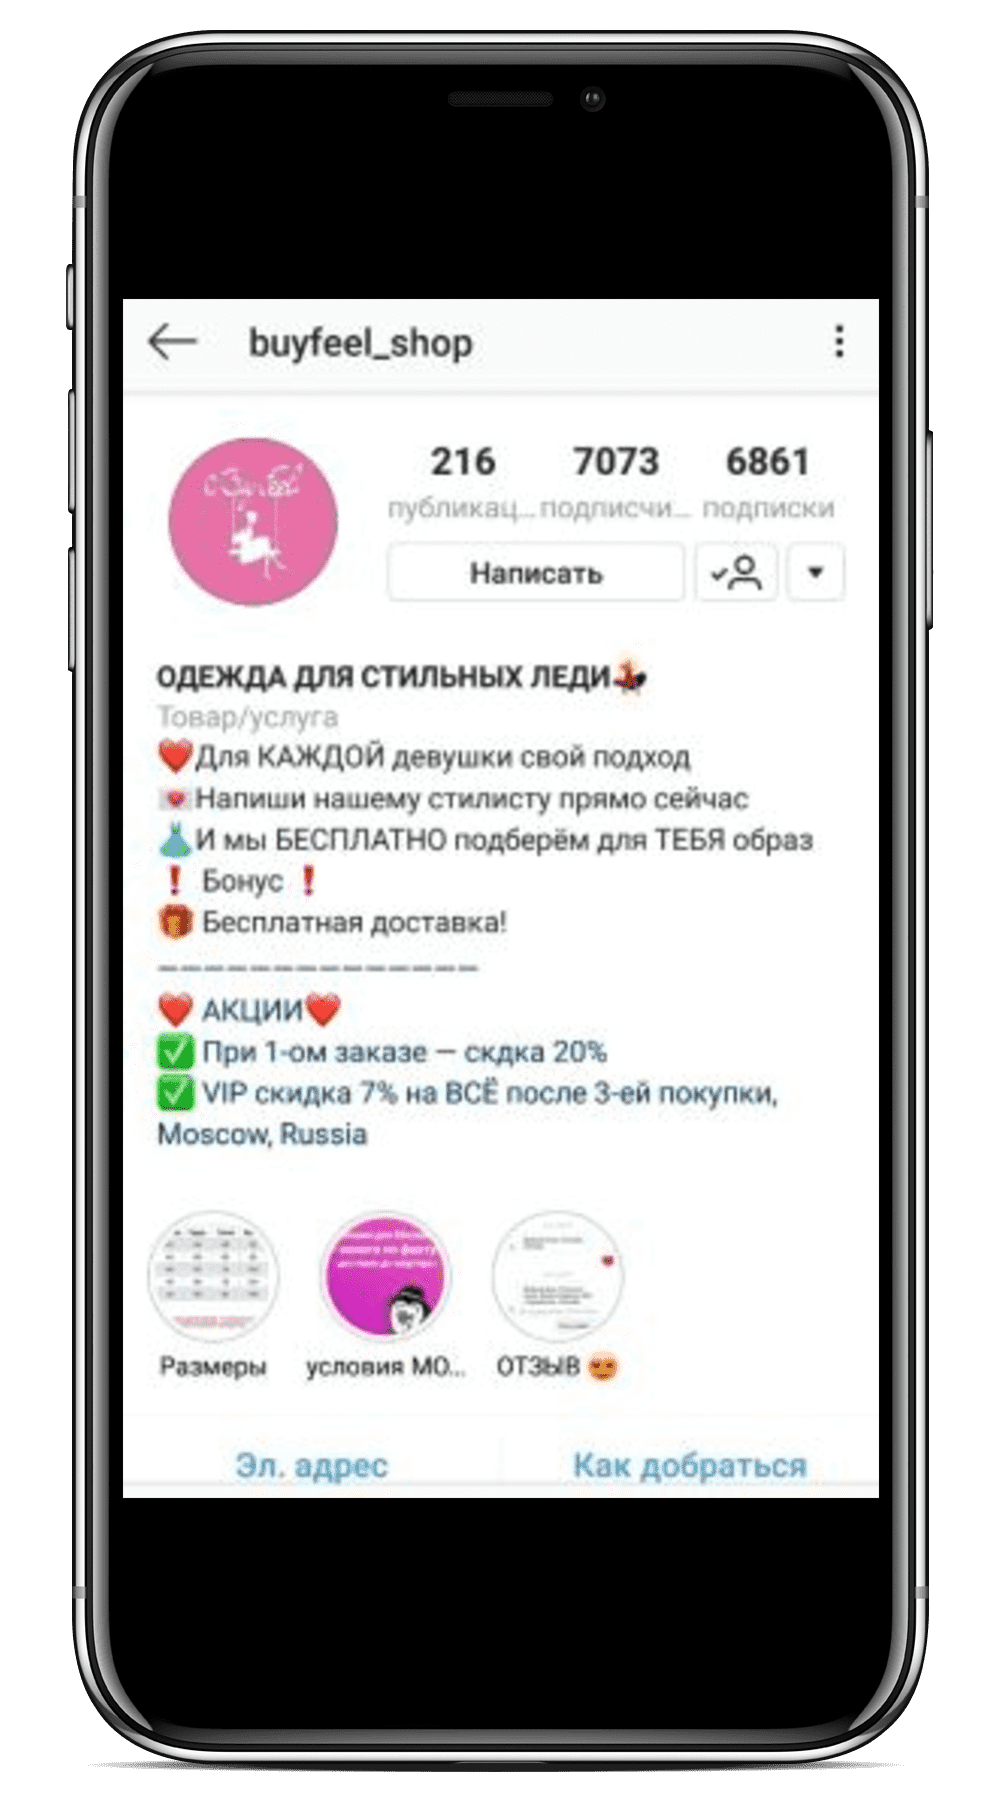 buyfeel_shop
216 7073 6861
публикац... подписчи... подписки
Написать
ОДЕЖДА ДЛЯ СТИЛЬНЫХ ЛЕДИ💃
Товар/услуга
❤️Для КАЖДОЙ девушки свой подход
💌Напиши нашему стилисту прямо сейчас
👗И мы БЕСПЛАТНО подберём для ТЕБЯ образ
❗ Бонус ❗
🎁 Бесплатная доставка!
———————————————
❤️ АКЦИИ❤️
✅ При 1-ом заказе — скдка 20%
✅ VIP скидка 7% на ВСЁ после 3-ей покупки,
Moscow, Russia
Размеры условия МО... ОТЗЫВ 😍
Эл. адрес Как добраться